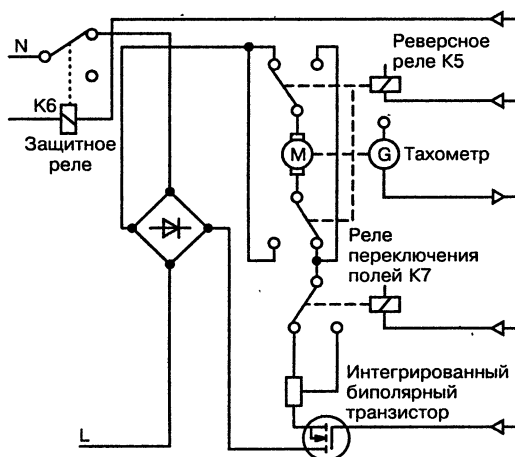 N
Реверсное
реле К5
К6
Защитное
реле
M
G
Тахометр
Реле
переключения
полей К7
Интегрированный
биполярный
транзистор
L